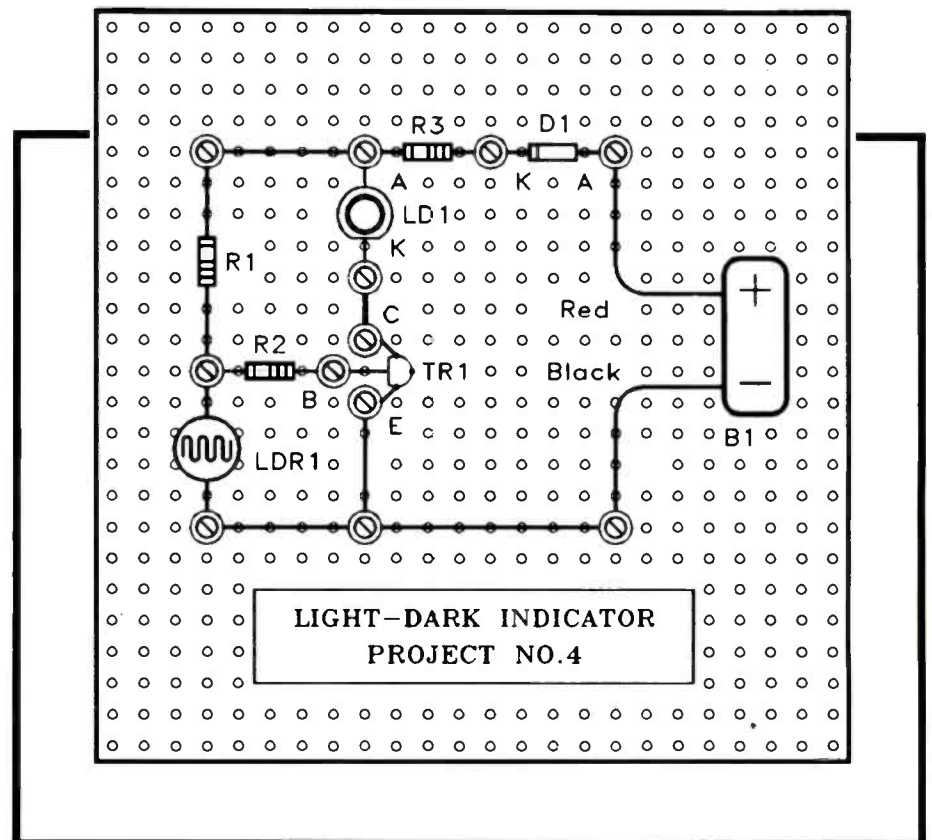 R3
D1
A
K
A
LD1
K
R1
C
Red
R2
TR1
Black
B
E
B1
LDR1
+
−
LIGHT−DARK INDICATOR
PROJECT NO.4